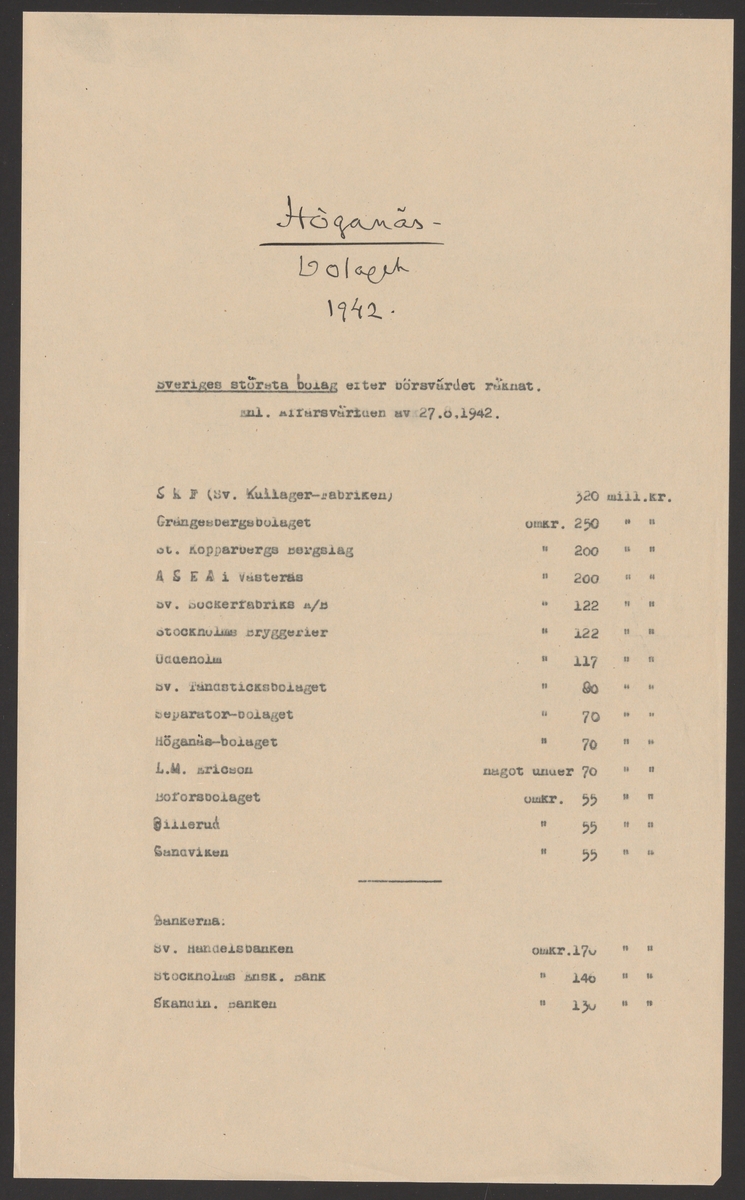 Höganäs-
bolaget
1942.
Sveriges största bolag efter börsvärdet räknat.
Enl. Affärsvärlden av 27.8.1942.
S K F (Sv. Kullager-Fabriken) 320 mill.kr.
Grängesbergsbolaget omkr. 250 " "
St. Kopparbergs Bergslag " 200 " "
A S E A i Västerås " 200 " "
Sv. Sockerfabriks A/B " 122 " "
Stockholms Bryggerier " 122 " "
Uddeholm " 117 " "
Sv. Tändsticksbolaget " 80 " "
Separator-bolaget " 70 " "
Höganäs-bolaget " 70 " "
L.M. Ericson något under 70 " "
Boforsbolaget omkr. 55 " "
Billerud " 55 " "
Sandviken " 55 " "
Bankerna:
Sv. Handelsbanken omkr.170 " "
Stockholms Ensk. Bank " 146 " "
Skandin. Banken " 130 " "